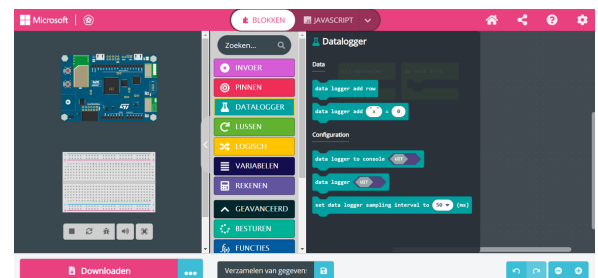 Microsoft
BLOKKEN
JAVASCRIPT
Zoeken...
INVOER
PINNEN
DATALOGGER
LUSSEN
LOGISCH
VARIABELEN
REKENEN
GEAVANCEERD
BESTUREN
FUNCTIES
Datalogger
Data
data logger add row
data logger add x = 0
Configuration
data logger to console UIT
data logger UIT
set data logger sampling interval to 50 (ms)
Downloaden
...
Verzamelen van gegeven